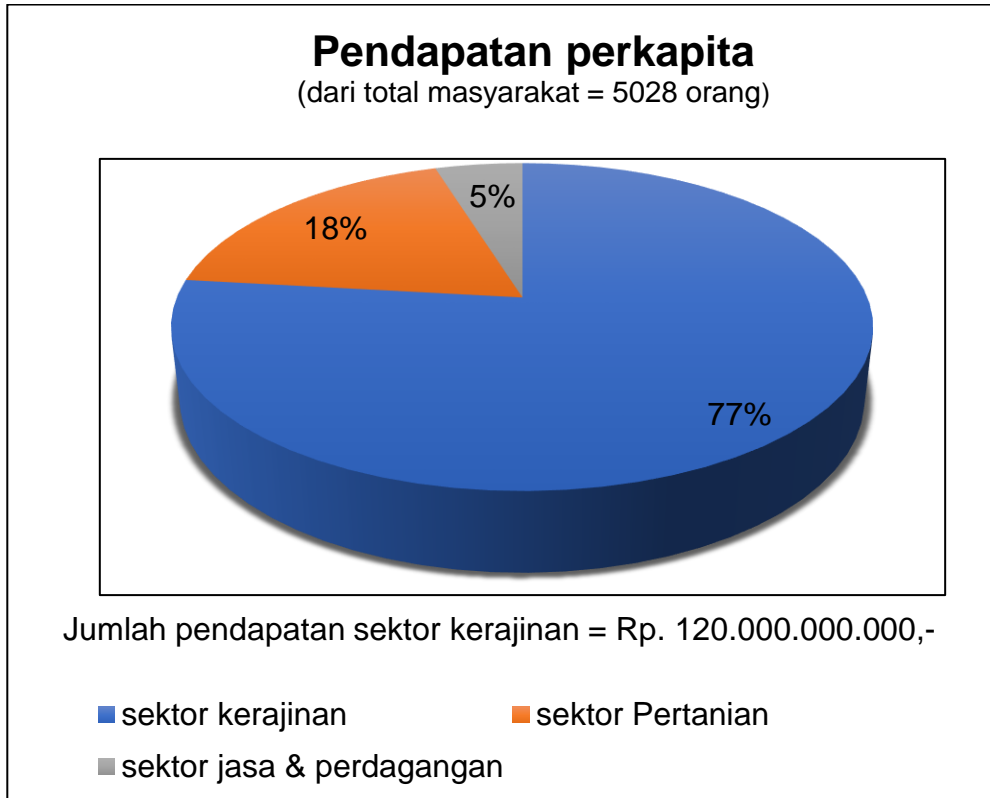 Pendapatan perkapita
(dari total masyarakat = 5028 orang)
5%
18%
77%
Jumlah pendapatan sektor kerajinan = Rp. 120.000.000.000,-
sektor kerajinan
sektor Pertanian
sektor jasa & perdagangan